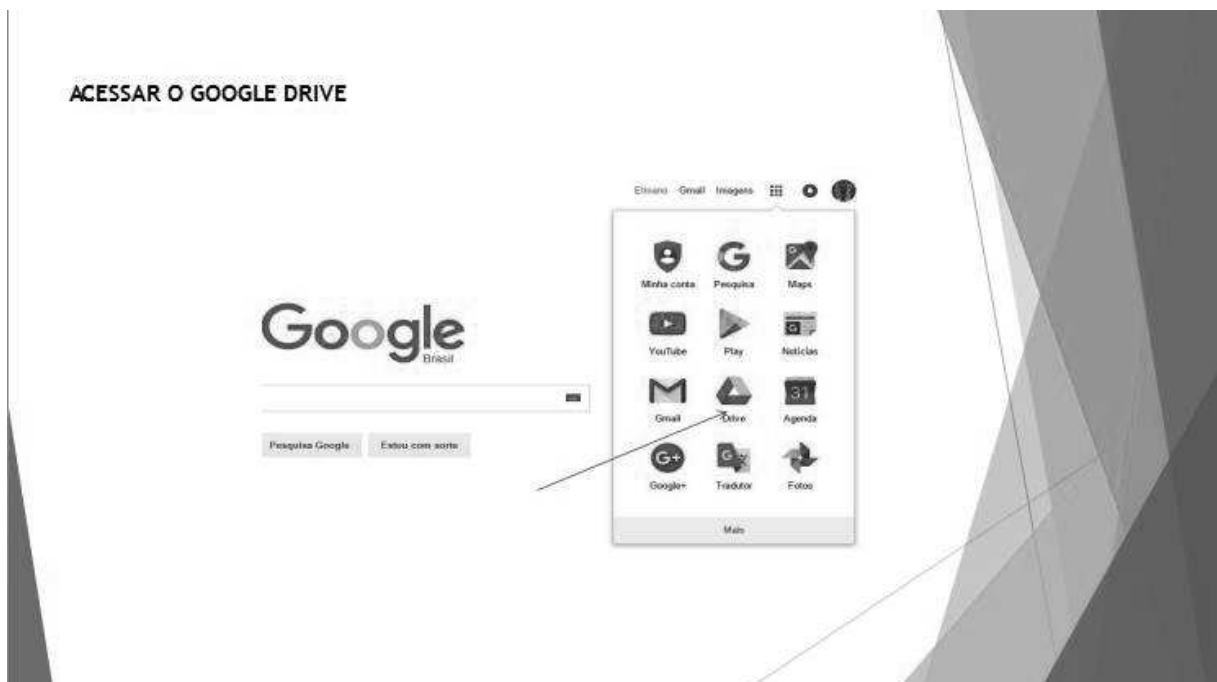 ACESSAR O GOOGLE DRIVE
Gmail Imagens
Minha conta Pesquisa Maps
Google
Brasil
YouTube Play Notícias
31
Gmail Drive Agenda
Pesquisa Google Estou com sorte
G+
Google+ Tradutor Fotos
Mais